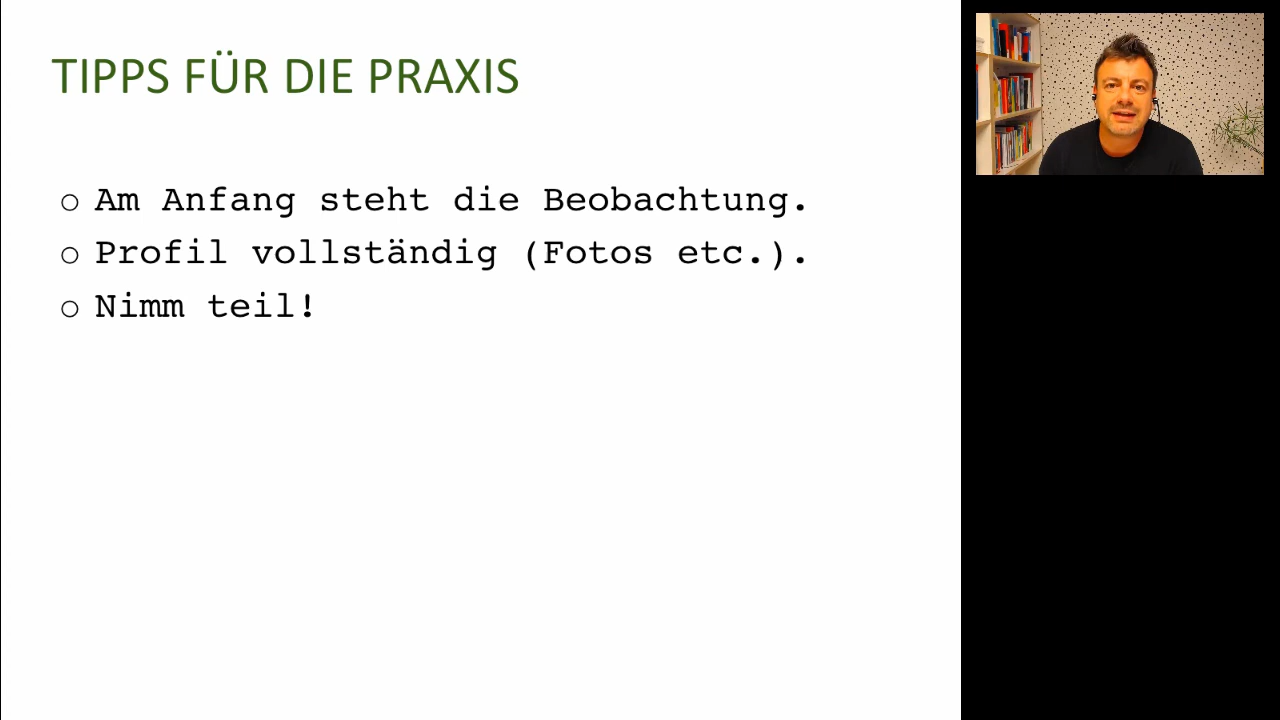 TIPPS FÜR DIE PRAXIS
○ Am Anfang steht die Beobachtung.
○ Profil vollständig (Fotos etc.).
○ Nimm teil!